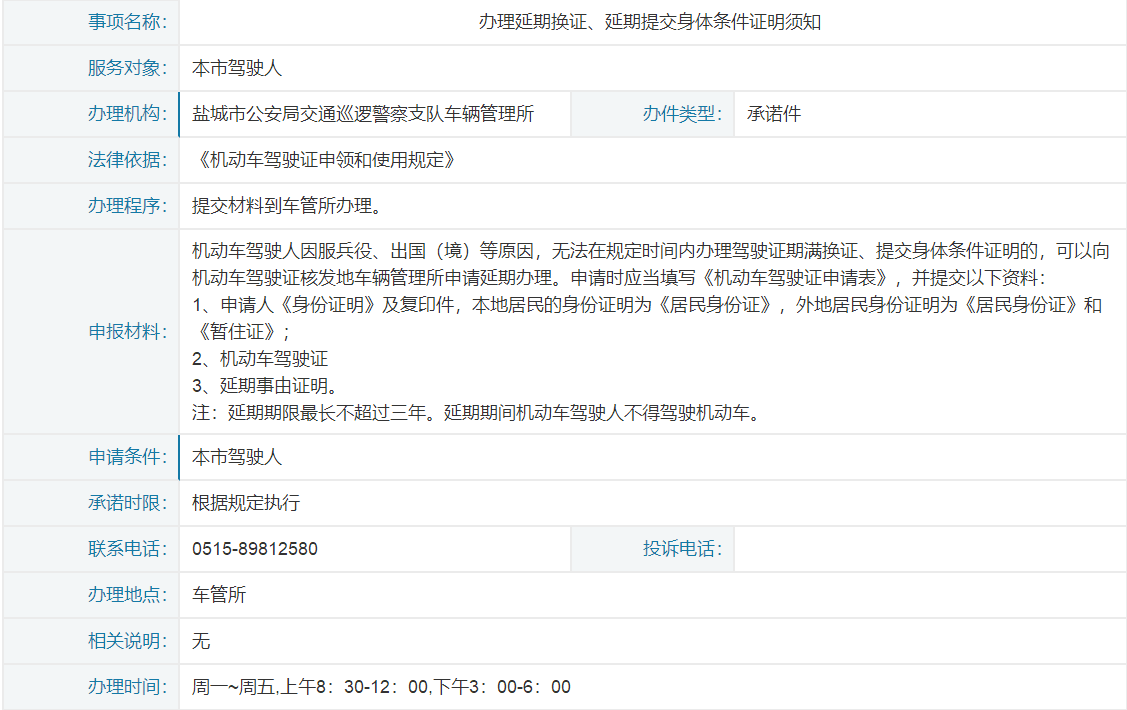 事项名称： 办理延期换证、延期提交身体条件证明须知
服务对象： 本市驾驶人
办理机构： 盐城市公安局交通巡逻警察支队车辆管理所 办件类型： 承诺件
法律依据： 《机动车驾驶证申领和使用规定》
办理程序： 提交材料到车管所办理。
申报材料：
机动车驾驶人因服兵役、出国（境）等原因，无法在规定时间内办理驾驶证期满换证、提交身体条件证明的，可以向
机动车驾驶证核发地车辆管理所申请延期办理。申请时应当填写《机动车驾驶证申请表》，并提交以下资料：
1、申请人《身份证明》及复印件，本地居民的身份证明为《居民身份证》，外地居民身份证明为《居民身份证》和
《暂住证》；
2、机动车驾驶证
3、延期事由证明。
注：延期期限最长不超过三年。延期期间机动车驾驶人不得驾驶机动车。
申请条件： 本市驾驶人
承诺时限： 根据规定执行
联系电话： 0515-89812580 投诉电话：
办理地点： 车管所
相关说明： 无
办理时间： 周一~周五,上午8：30-12：00,下午3：00-6：00